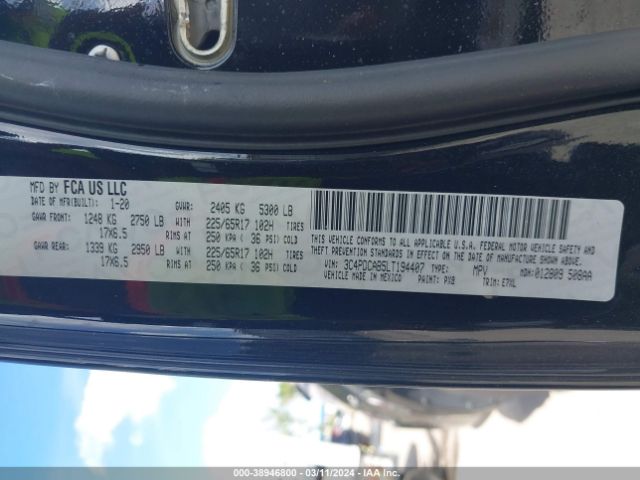 MFD BY FCA US LLC
DATE OF MFR(BUILT): 1-20 GVWR: 2405 KG 5300 LB
GAWR FRONT: 1248 KG 2750 LB WITH 225/65R17 102H TIRES
17X6.5 RIMS AT 250 KPA ( 36 PSI) COLD
GAWR REAR: 1339 KG 2950 LB WITH 225/65R17 102H TIRES
17X6.5 RIMS AT 250 KPA ( 36 PSI) COLD
THIS VEHICLE CONFORMS TO ALL APPLICABLE U.S.A. FEDERAL MOTOR VEHICLE SAFETY, BUMPER, AND
THEFT PREVENTION STANDARDS IN EFFECT ON THE DATE OF MANUFACTURE SHOWN ABOVE.
VIN: 3C4PDCAB5LT194407 TYPE: MPV MDH:012809 508AA
MADE IN MEXICO PAINT: PX8 TRIM: E7XL
000-38946800 - 03/11/2024 - IAAI.COM